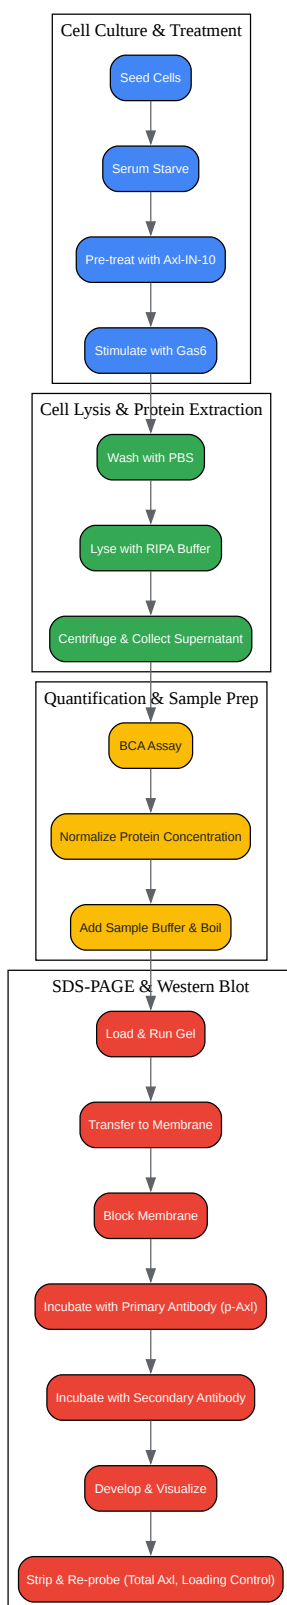 Cell Culture & Treatment
Seed Cells
Serum Starve
Pre-treat with Axl-IN-10
Stimulate with Gas6
Cell Lysis & Protein Extraction
Wash with PBS
Lyse with RIPA Buffer
Centrifuge & Collect Supernatant
Quantification & Sample Prep
BCA Assay
Normalize Protein Concentration
Add Sample Buffer & Boil
SDS-PAGE & Western Blot
Load & Run Gel
Transfer to Membrane
Block Membrane
Incubate with Primary Antibody (p-Axl)
Incubate with Secondary Antibody
Develop & Visualize
Strip & Re-probe (Total Axl, Loading Control)